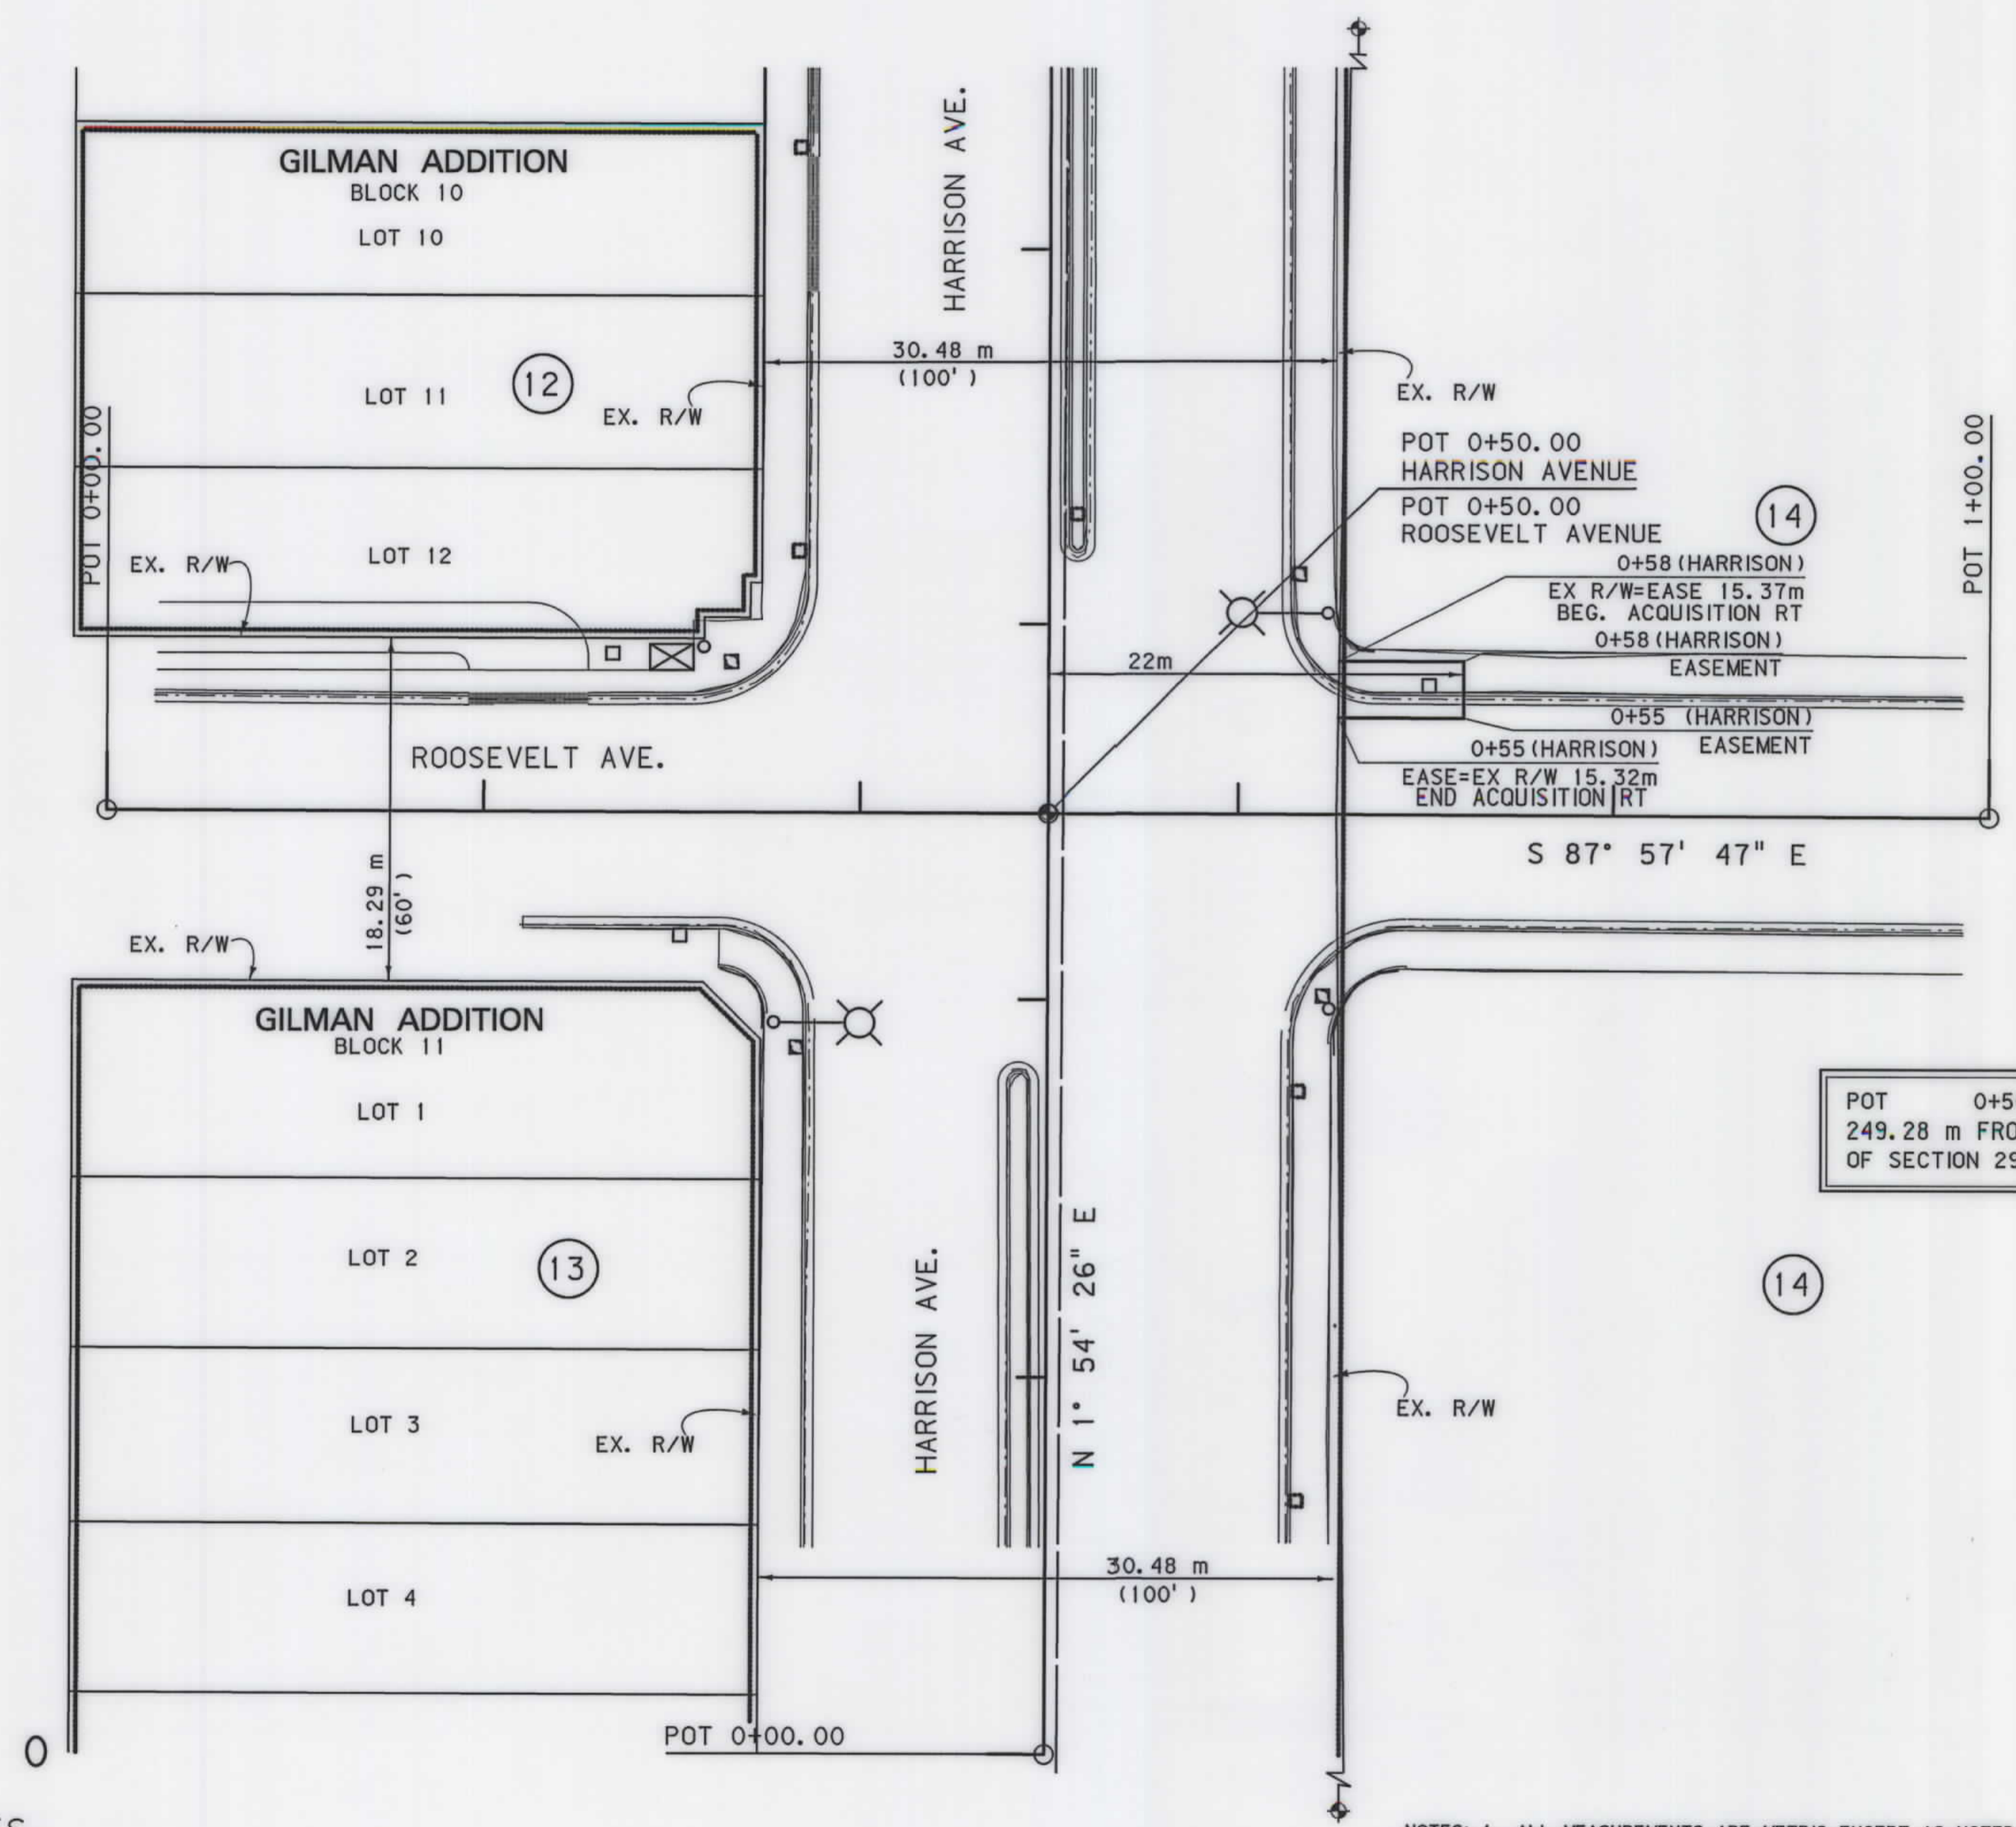 HARRISON AVE.
GILMAN ADDITION
BLOCK 10
LOT 10
30.48 m
(100')
LOT 11
12
EX. R/W
EX. R/W
POT 0+00.00
POT 0+50.00
HARRISON AVENUE
POT 0+50.00
ROOSEVELT AVENUE
14
POT 1+00.00
EX. R/W
LOT 12
0+58 (HARRISON)
EX R/W=EASE 15.37m
BEG. ACQUISITION RT
0+58 (HARRISON)
EASEMENT
22m
0+55 (HARRISON)
EASEMENT
0+55 (HARRISON)
EASE=EX R/W 15.32m
END ACQUISITION RT
ROOSEVELT AVE.
S 87° 57' 47" E
18.29 m
(60')
EX. R/W
GILMAN ADDITION
BLOCK 11
LOT 1
POT 0+5
249.28 m FRO
OF SECTION 29
LOT 2
13
HARRISON AVE.
N 1° 54' 26" E
14
LOT 3
EX. R/W
EX. R/W
30.48 m
(100')
LOT 4
POT 0+00.00
0